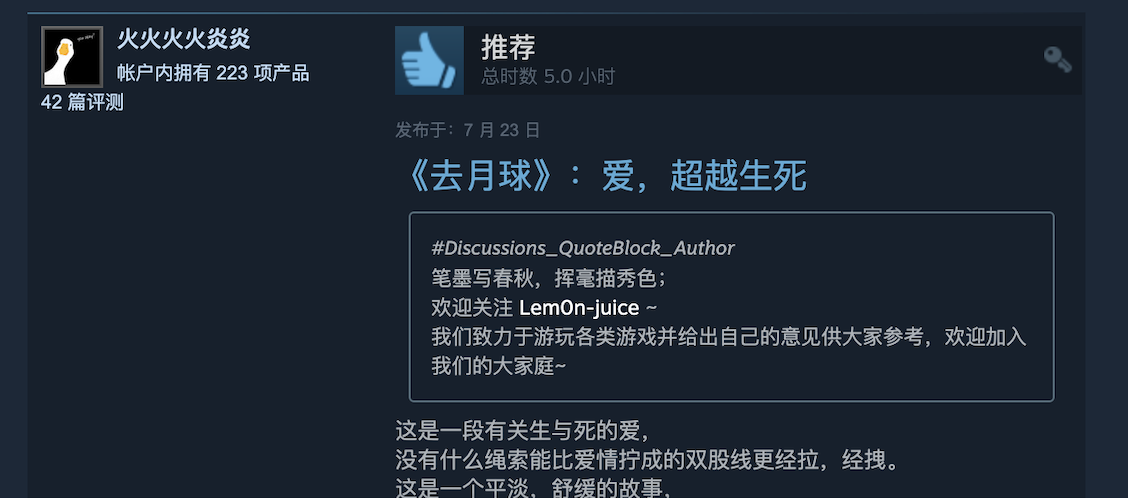 火火火火炎炎
帐户内拥有 223 项产品
42 篇评测
推荐
总时数 5.0 小时
发布于：7 月 23 日
《去月球》：爱，超越生死
#Discussions_QuoteBlock_Author
笔墨写春秋，挥毫描秀色；
欢迎关注 Lem0n-juice ~
我们致力于游玩各类游戏并给出自己的意见供大家参考，欢迎加入
我们的大家庭~
这是一段有关生与死的爱，
没有什么绳索能比爱情拧成的双股线更经拉，经拽。
这是一个平淡，舒缓的故事，